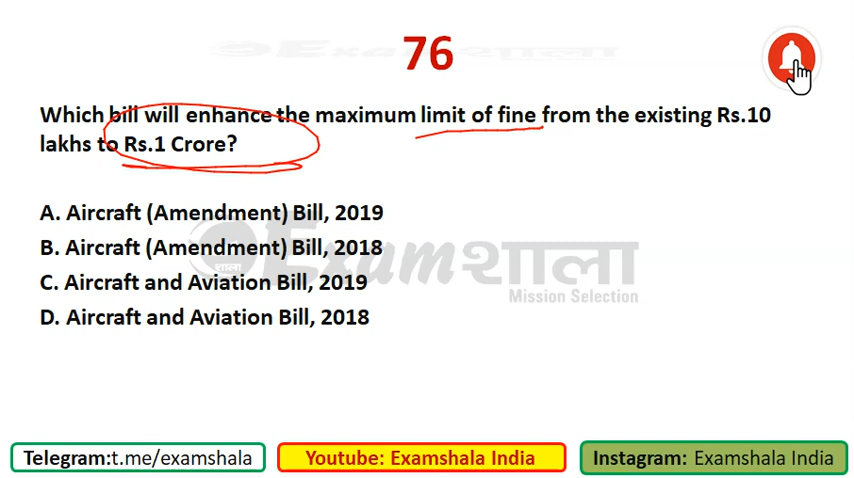 Examशाला
76
Which bill will enhance the maximum limit of fine from the existing Rs.10
lakhs to Rs.1 Crore?
A. Aircraft (Amendment) Bill, 2019
B. Aircraft (Amendment) Bill, 2018
C. Aircraft and Aviation Bill, 2019
D. Aircraft and Aviation Bill, 2018
शाला
Examशाला
Mission Selection
Telegram:t.me/examshala
Youtube: Examshala India
Instagram: Examshala India